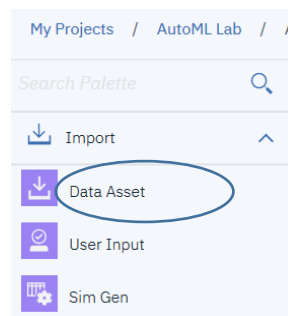 My Projects / AutoML Lab /
Search Palette
Import
Data Asset
User Input
Sim Gen